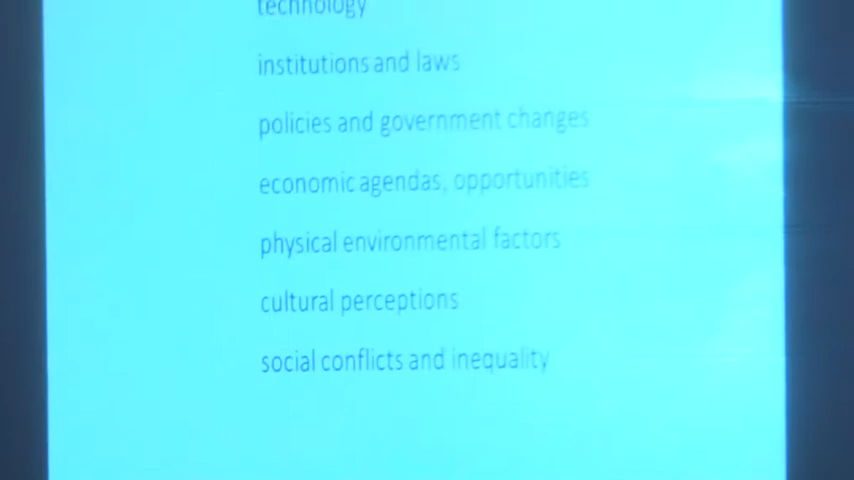 technology
institutions and laws
policies and government changes
economic agendas, opportunities
physical environmental factors
cultural perceptions
social conflicts and inequality